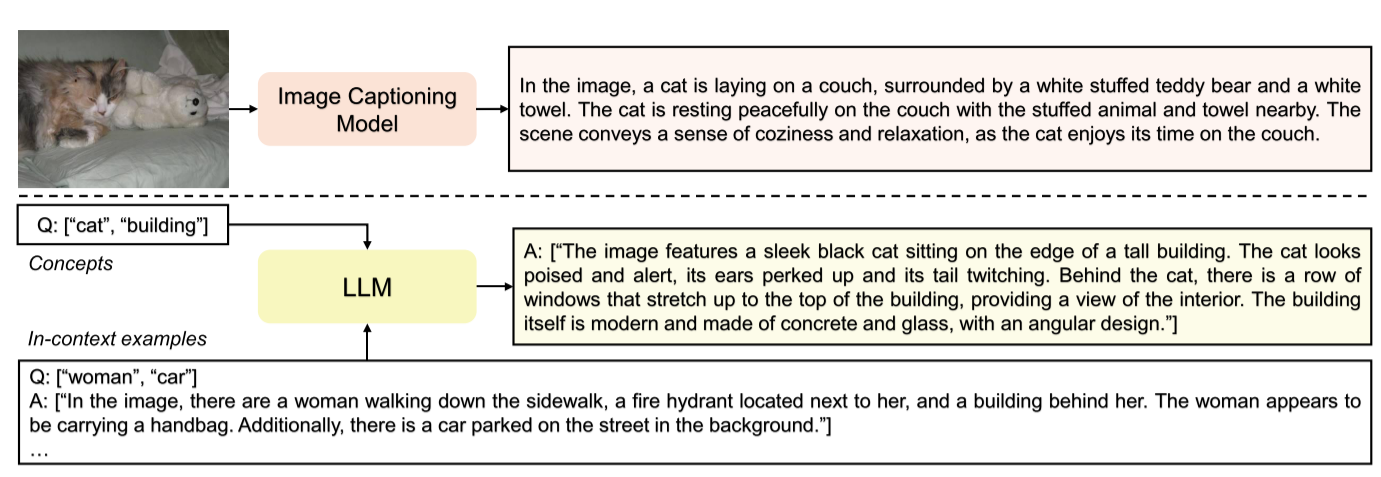 Image Captioning
Model
In the image, a cat is laying on a couch, surrounded by a white stuffed teddy bear and a white
towel. The cat is resting peacefully on the couch with the stuffed animal and towel nearby. The
scene conveys a sense of coziness and relaxation, as the cat enjoys its time on the couch.
Q: [“cat”, “building”]
Concepts
LLM
A: [“The image features a sleek black cat sitting on the edge of a tall building. The cat looks
poised and alert, its ears perked up and its tail twitching. Behind the cat, there is a row of
windows that stretch up to the top of the building, providing a view of the interior. The building
itself is modern and made of concrete and glass, with an angular design.”]
In-context examples
Q: [“woman”, “car”]
A: [“In the image, there are a woman walking down the sidewalk, a fire hydrant located next to her, and a building behind her. The woman appears to
be carrying a handbag. Additionally, there is a car parked on the street in the background.”]
…